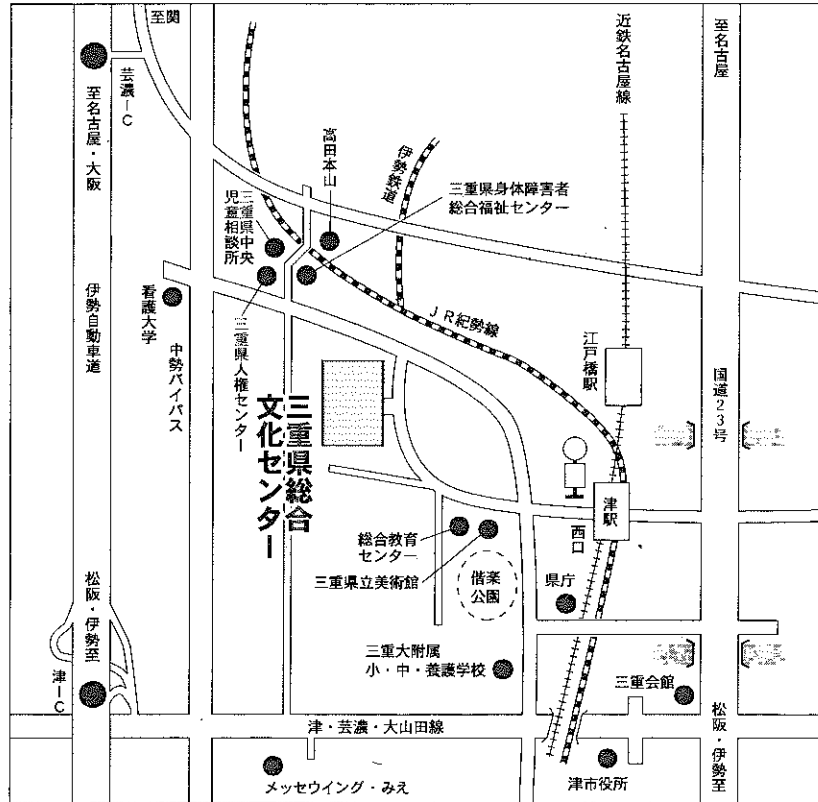 至関
近鉄名古屋線
至名古屋
芸濃IC
至名古屋・大阪
高田本山
伊勢鉄道
三重県身体障害者
総合福祉センター
三重県中央
児童相談所
看護大学
伊勢自動車道
中勢バイパス
三重県人権センター
JR紀勢線
江戸橋駅
国道23号
三重県総合
文化センター
津駅
西口
総合教育
センター
三重県立美術館
偕楽
公園
県庁
松阪・伊勢至
三重大附属
小・中・養護学校
津IC
三重会館
津・芸濃・大山田線
松阪・伊勢至
メッセウイング・みえ
津市役所